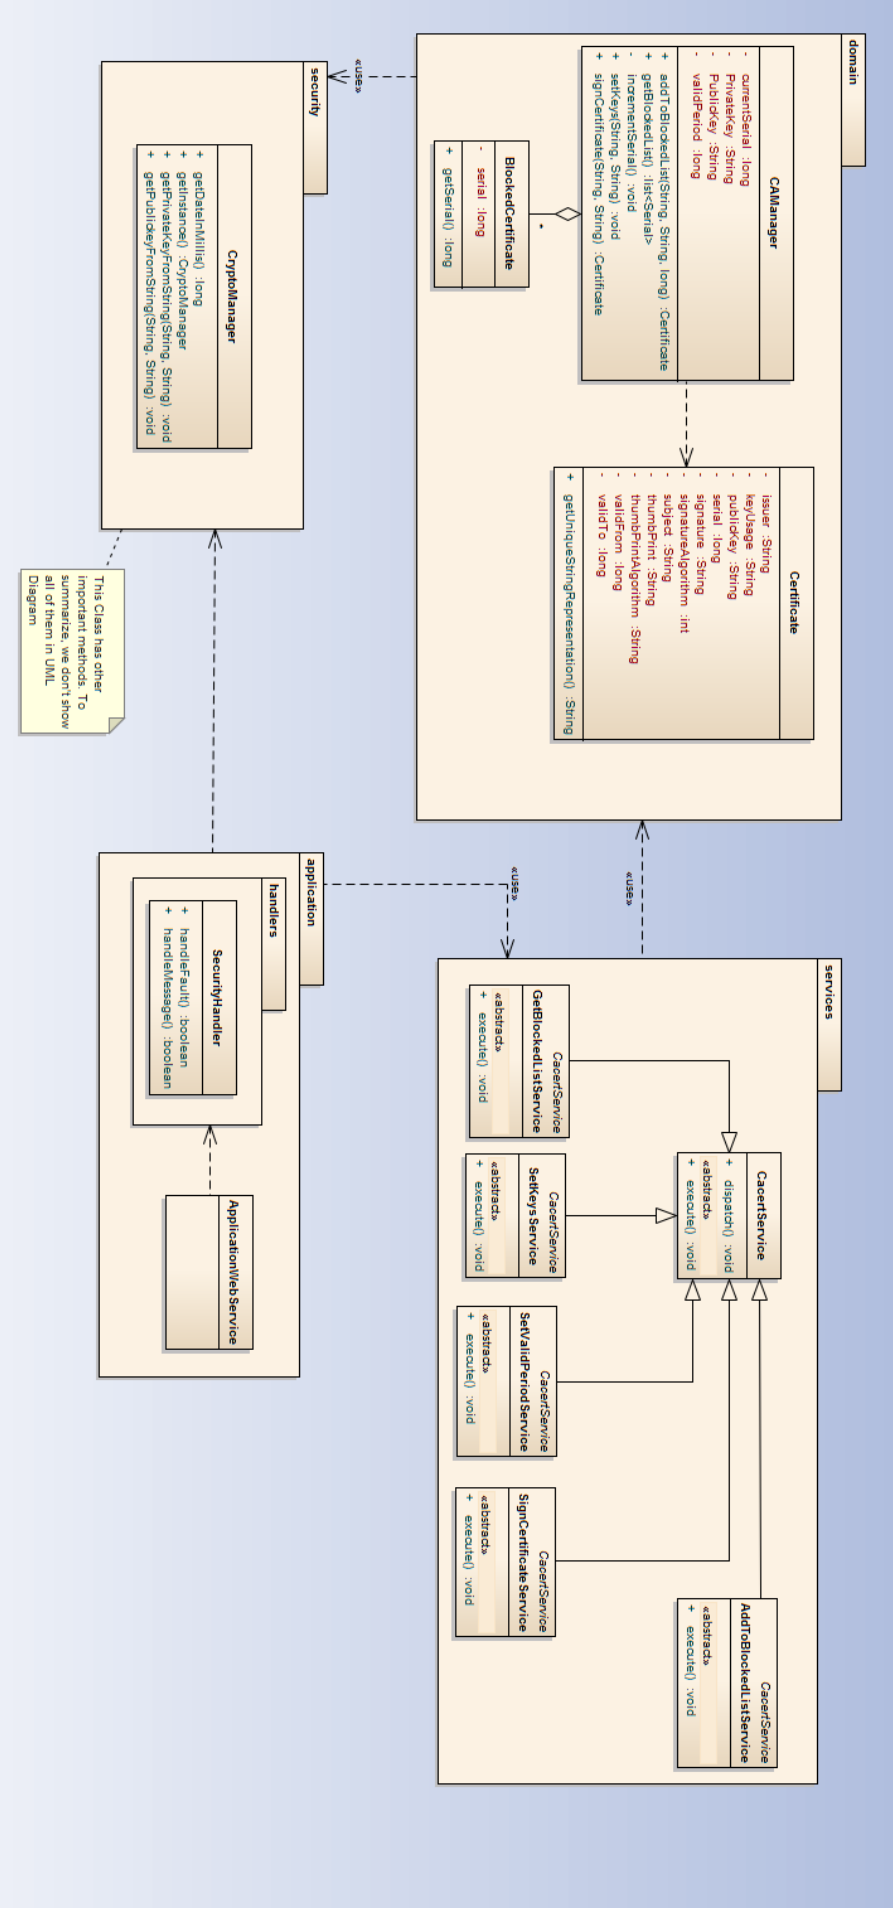 domain
CAManager
- currentSerial :long
- PrivateKey :String
- PublicKey :String
- validPeriod :long
+ addToBlockedList(String, String, long) :Certificate
+ getBlockedList() :list<Serial>
- incrementSerial() :void
+ setKeys(String, String) :void
+ signCertificate(String, String) :Certificate
*
BlockedCertificate
- serial :long
+ getSerial() :long
Certificate
- issuer :String
- keyUsage :String
- publicKey :String
- serial :long
- signature :String
- signatureAlgorithm :int
- subject :String
- thumbPrint :String
- thumbPrintAlgorithm :String
- validFrom :long
- validTo :long
+ getUniqueStringRepresentation() :String
«use»
services
CacertService
+ dispatch() :void
«abstract»
+ execute() :void
CacertService
AddToBlockedListService
«abstract»
+ execute() :void
CacertService
GetBlockedListService
«abstract»
+ execute() :void
CacertService
SetKeysService
«abstract»
+ execute() :void
CacertService
SetValidPeriodService
«abstract»
+ execute() :void
CacertService
SignCertificateService
«abstract»
+ execute() :void
«use»
«use»
security
CryptoManager
+ getDateInMillis() :long
+ getInstance() :CryptoManager
+ getPrivateKeyFromString(String, String) :void
+ getPublickeyFromString(String, String) :void
This Class has other
important methods. To
summarize, we don't show
all of them in UML
Diagram
application
handlers
SecurityHandler
+ handleFault() :boolean
+ handleMessage() :boolean
ApplicationWebService